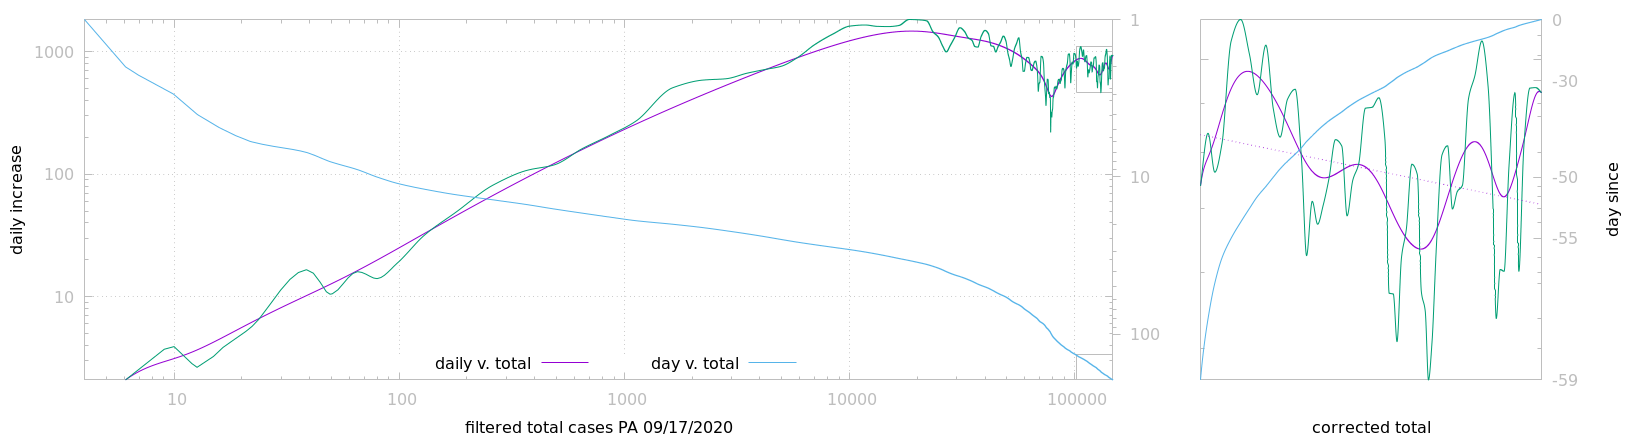 1000
100
10
daily increase
daily v. total
day v. total
10
100
1000
10000
100000
filtered total cases PA 09/17/2020
1
10
100
0
-30
-50
-55
-59
day since
corrected total